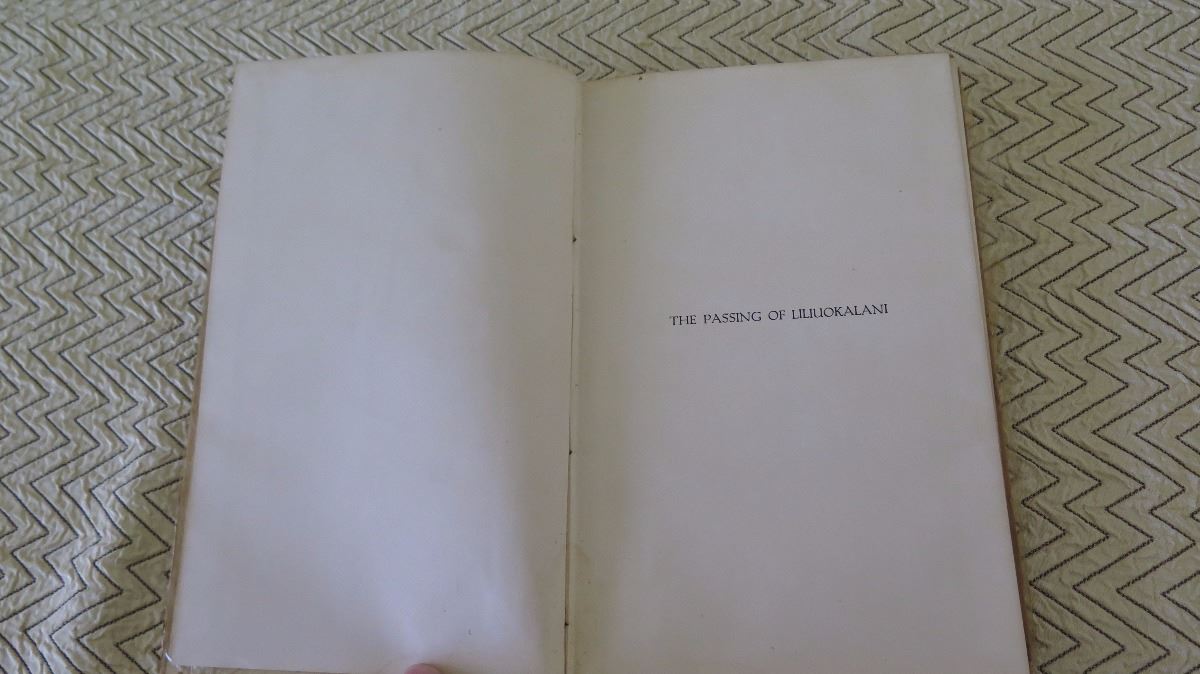 THE PASSING OF LILIUOKALANI